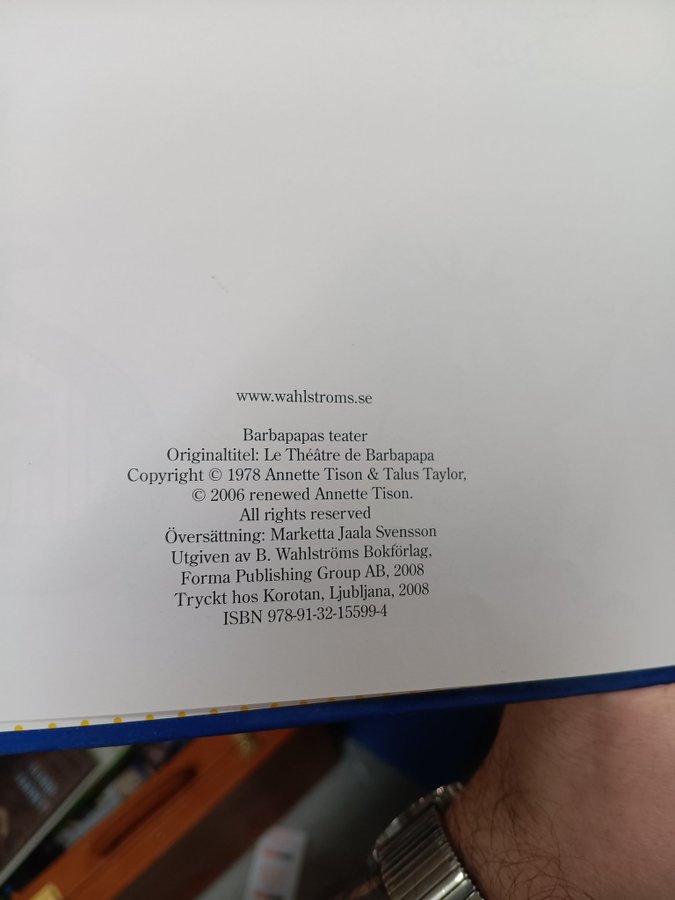 www.wahlstroms.se
Barbapapas teater
Originaltitel: Le Théâtre de Barbapapa
Copyright © 1978 Annette Tison & Talus Taylor,
© 2006 renewed Annette Tison.
All rights reserved
Översättning: Marketta Jaala Svensson
Utgiven av B. Wahlströms Bokförlag,
Forma Publishing Group AB, 2008
Tryckt hos Korotan, Ljubljana, 2008
ISBN 978-91-32-15599-4